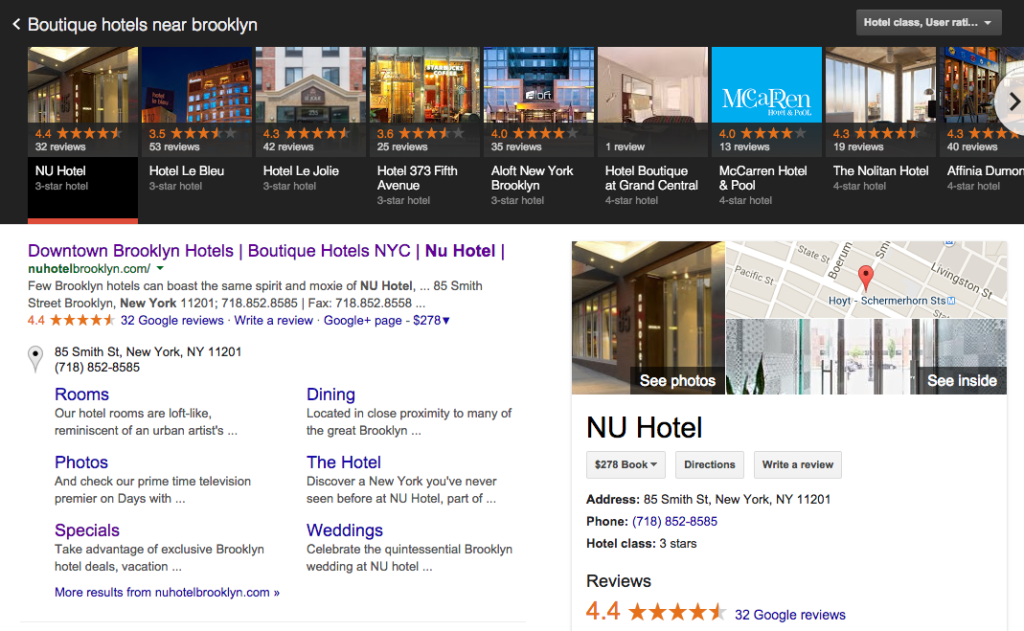 Boutique hotels near brooklyn
Hotel class, User rati...
4.4
32 reviews
NU Hotel
3-star hotel
hotel
le bleu
3.5
53 reviews
Hotel Le Bleu
3-star hotel
4.3
42 reviews
Hotel Le Jolie
3-star hotel
STARBUCKS COFFEE
3.6
25 reviews
Hotel 373 Fifth
Avenue
3-star hotel
loft
4.0
35 reviews
Aloft New York
Brooklyn
3-star hotel
1 review
Hotel Boutique
at Grand Central
4-star hotel
McCaRren
Hotel & PooL
4.0
13 reviews
McCarren Hotel
& Pool
4-star hotel
4.3
19 reviews
The Nolitan Hotel
4-star hotel
4.3
40 reviews
Affinia Dumon
4-star hotel
Downtown Brooklyn Hotels | Boutique Hotels NYC | Nu Hotel |
nuhotelbrooklyn.com/
Few Brooklyn hotels can boast the same spirit and moxie of NU Hotel, ... 85 Smith
Street Brooklyn, New York 11201; 718.852.8585 | Fax: 718.852.8558 ...
4.4 32 Google reviews · Write a review · Google+ page - $278
85 Smith St, New York, NY 11201
(718) 852-8585
Rooms
Our hotel rooms are loft-like,
reminiscent of an urban artist's ...
Dining
Located in close proximity to many of
the great Brooklyn ...
Photos
And check our prime time television
premier on Days with ...
The Hotel
Discover a New York you've never
seen before at NU Hotel, part of ...
Specials
Take advantage of exclusive Brooklyn
hotel deals, vacation ...
Weddings
Celebrate the quintessential Brooklyn
wedding at NU hotel ...
More results from nuhotelbrooklyn.com »
See photos
State St
Boerum
Smi
Pacific St
Livingston St
Hoyt - Schermerhorn Sts
Sta
See inside
NU Hotel
$278 Book
Directions
Write a review
Address: 85 Smith St, New York, NY 11201
Phone: (718) 852-8585
Hotel class: 3 stars
Reviews
4.4 32 Google reviews